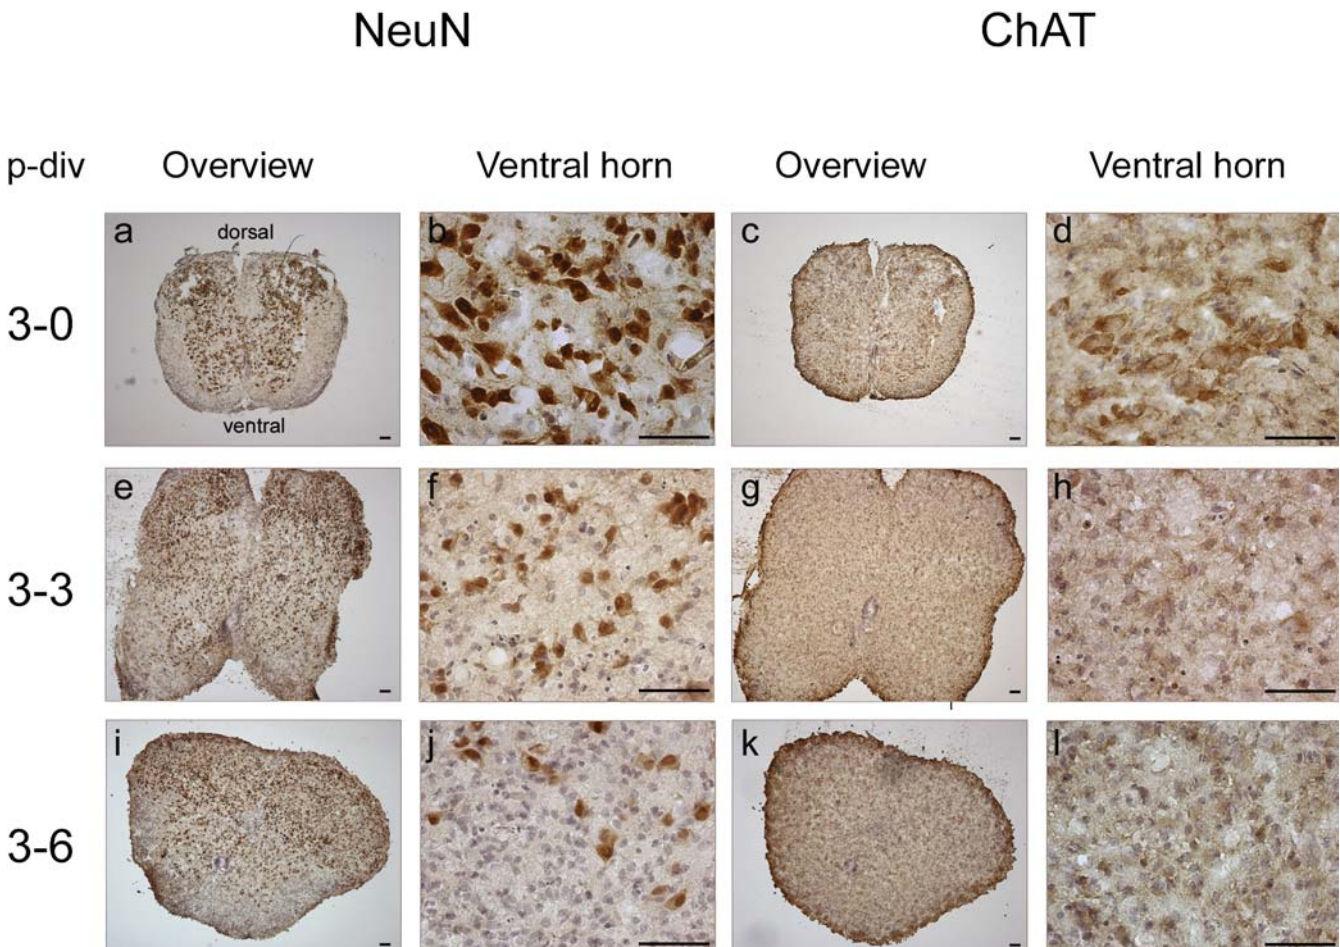 NeuN ChAT
p-div Overview Ventral horn Overview Ventral horn
3-0
a dorsal b c d
ventral
3-3
e f g h
3-6
i j k l